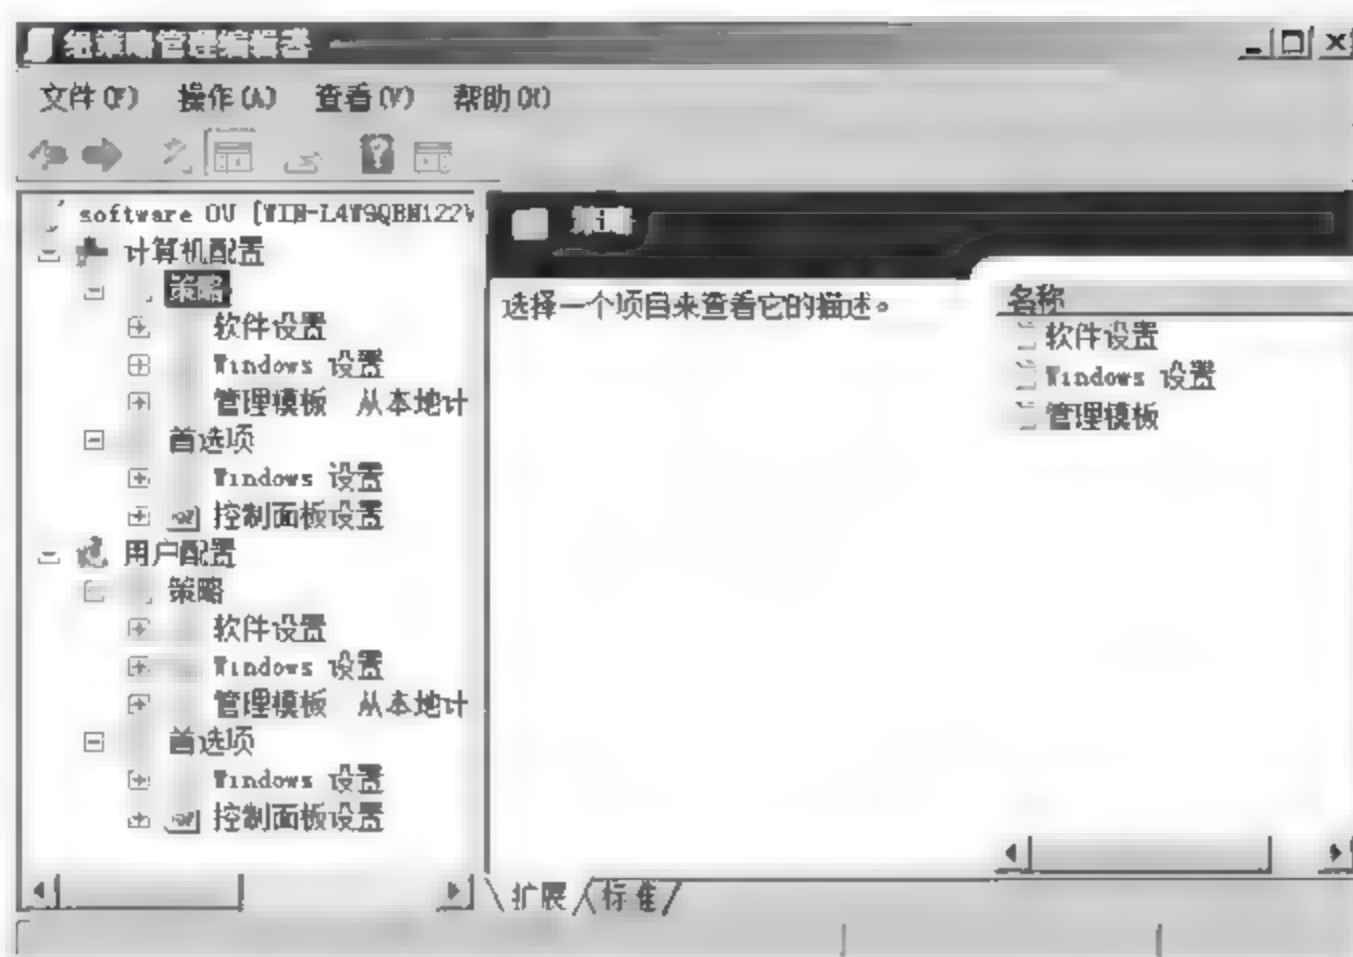 组策略管理编辑器
文件(F) 操作(A) 查看(V) 帮助(H)
software OU [WIN-L4W9QBN122V
计算机配置
策略
软件设置
Windows 设置
管理模板 从本地计
首选项
Windows 设置
控制面板设置
用户配置
策略
软件设置
Windows 设置
管理模板 从本地计
首选项
Windows 设置
控制面板设置
选择一个项目来查看它的描述。
名称
软件设置
Windows 设置
管理模板
扩展 标准